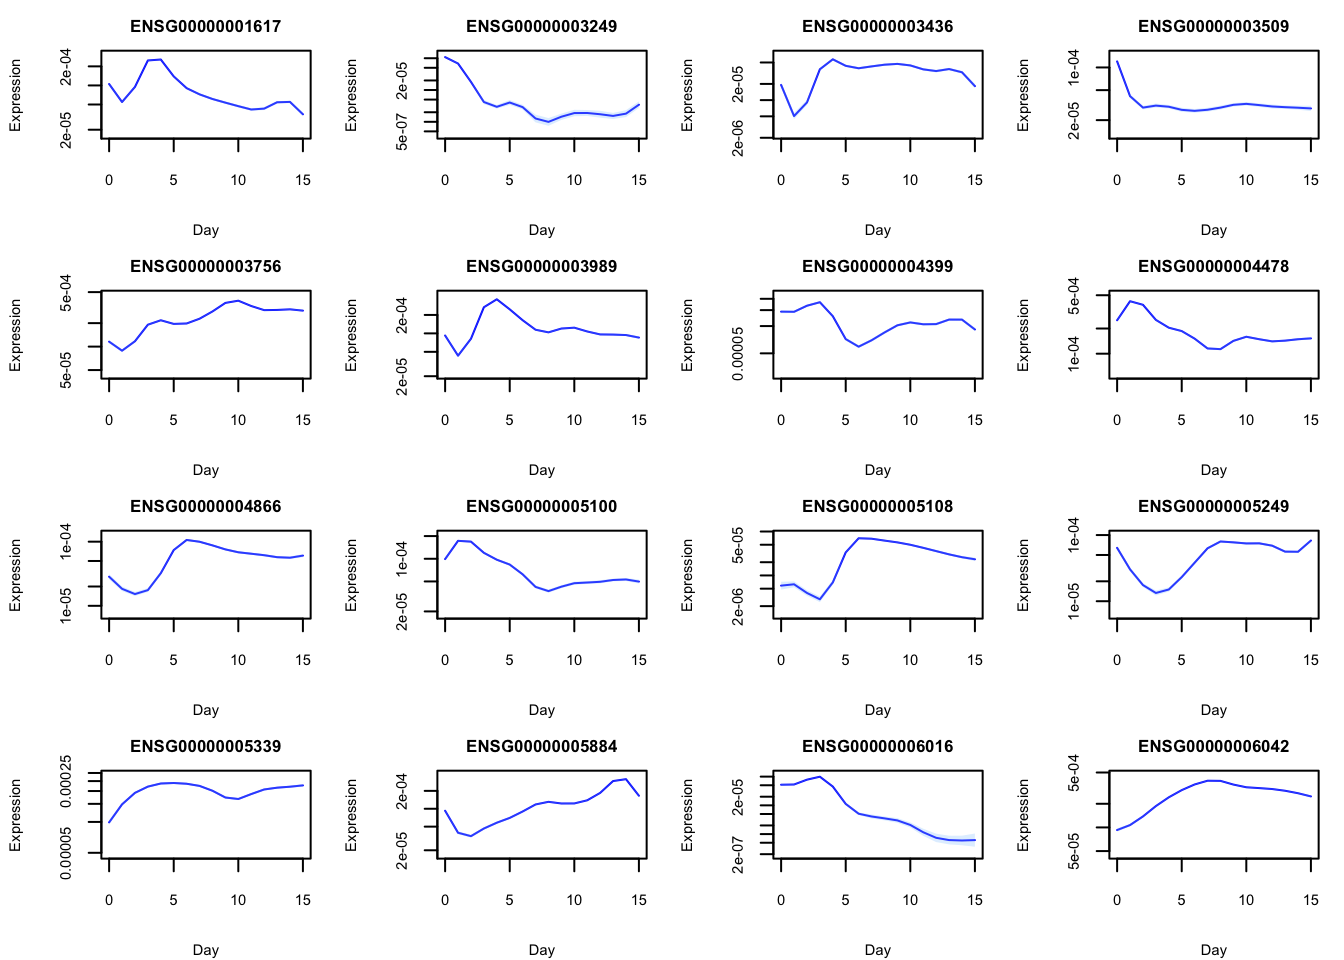 ENSG00000001617 ENSG00000003249 ENSG00000003436 ENSG00000003509
Expression 2e-05 2e-04 Expression 5e-07 2e-05 Expression 2e-06 2e-05 Expression 2e-05 1e-04
0 5 10 15 0 5 10 15 0 5 10 15 0 5 10 15
Day Day Day Day
ENSG00000003756 ENSG00000003989 ENSG00000004399 ENSG00000004478
Expression 5e-05 5e-04 Expression 2e-05 2e-04 Expression 0.00005 Expression 1e-04 5e-04
0 5 10 15 0 5 10 15 0 5 10 15 0 5 10 15
Day Day Day Day
ENSG00000004866 ENSG00000005100 ENSG00000005108 ENSG00000005249
Expression 1e-05 1e-04 Expression 2e-05 1e-04 Expression 2e-06 5e-05 Expression 1e-05 1e-04
0 5 10 15 0 5 10 15 0 5 10 15 0 5 10 15
Day Day Day Day
ENSG00000005339 ENSG00000005884 ENSG00000006016 ENSG00000006042
Expression 0.00005 0.00025 Expression 2e-05 2e-04 Expression 2e-07 2e-05 Expression 5e-05 5e-04
0 5 10 15 0 5 10 15 0 5 10 15 0 5 10 15
Day Day Day Day